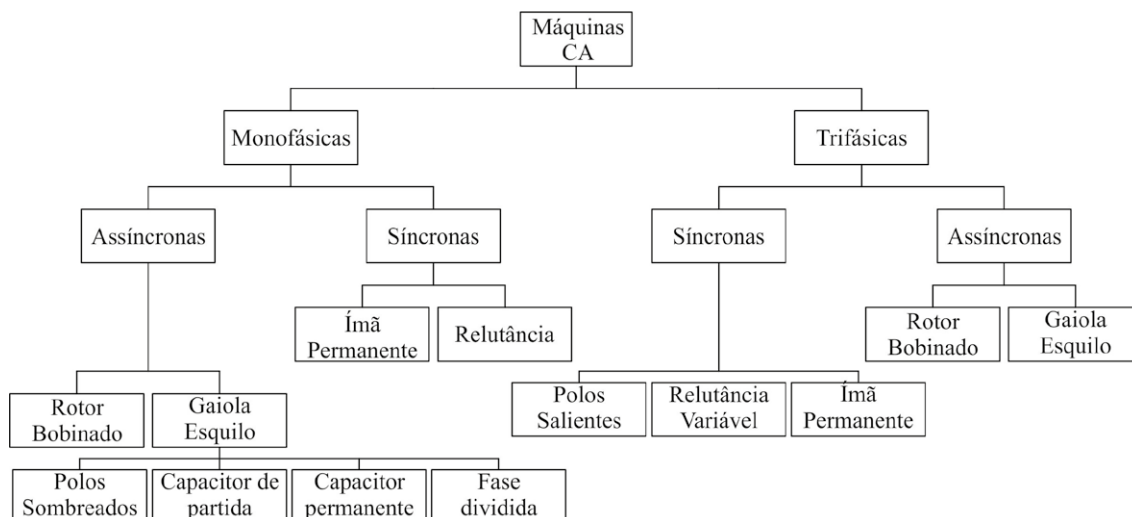 Máquinas
CA
Monofásicas
Trifásicas
Assíncronas
Síncronas
Síncronas
Assíncronas
Ímã
Permanente
Relutância
Rotor
Bobinado
Gaiola
Esquilo
Rotor
Bobinado
Gaiola
Esquilo
Polos
Salientes
Relutância
Variável
Ímã
Permanente
Polos
Sombreados
Capacitor de
partida
Capacitor
permanente
Fase
dividida